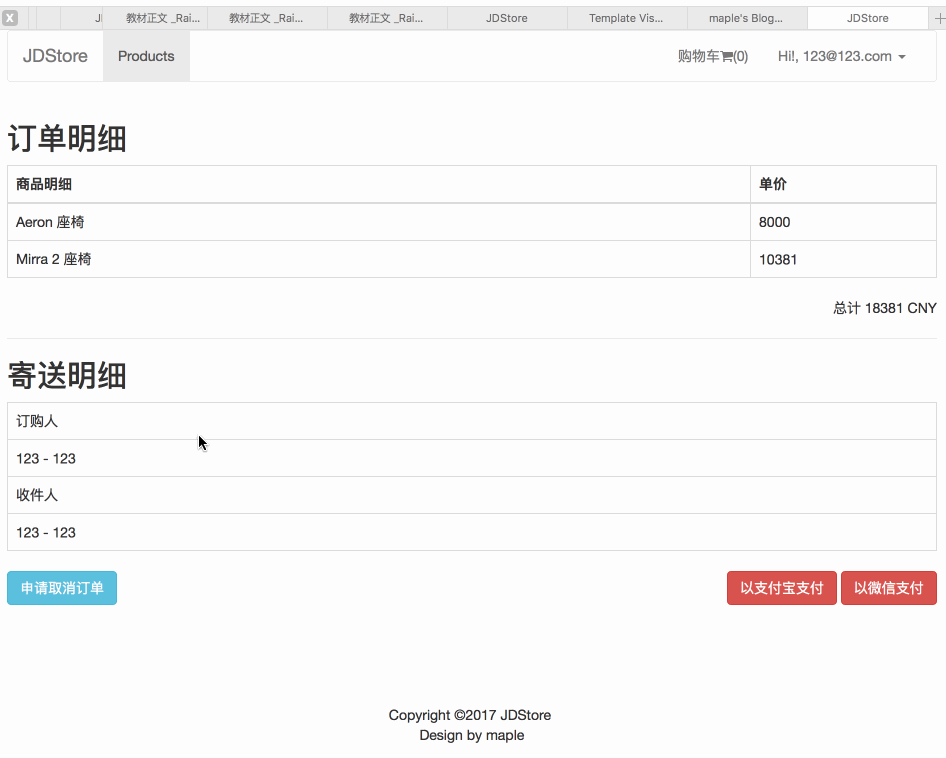 X JI 教材正文 _Rai... 教材正文 _Rai... 教材正文 _Rai... JDStore Template Vis... maple's Blog... JDStore
JDStore Products 购物车(0) Hi!, 123@123.com
订单明细
商品明细 单价
Aeron 座椅 8000
Mirra 2 座椅 10381
总计 18381 CNY
寄送明细
订购人
123 - 123
收件人
123 - 123
申请取消订单 以支付宝支付 以微信支付
Copyright ©2017 JDStore
Design by maple